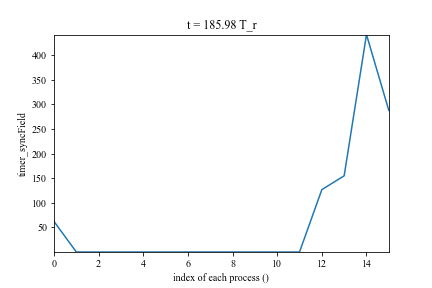 t = 185.98 T_r
400
350
300
250
200
150
100
50
timer_syncField
0 2 4 6 8 10 12 14
index of each process ()